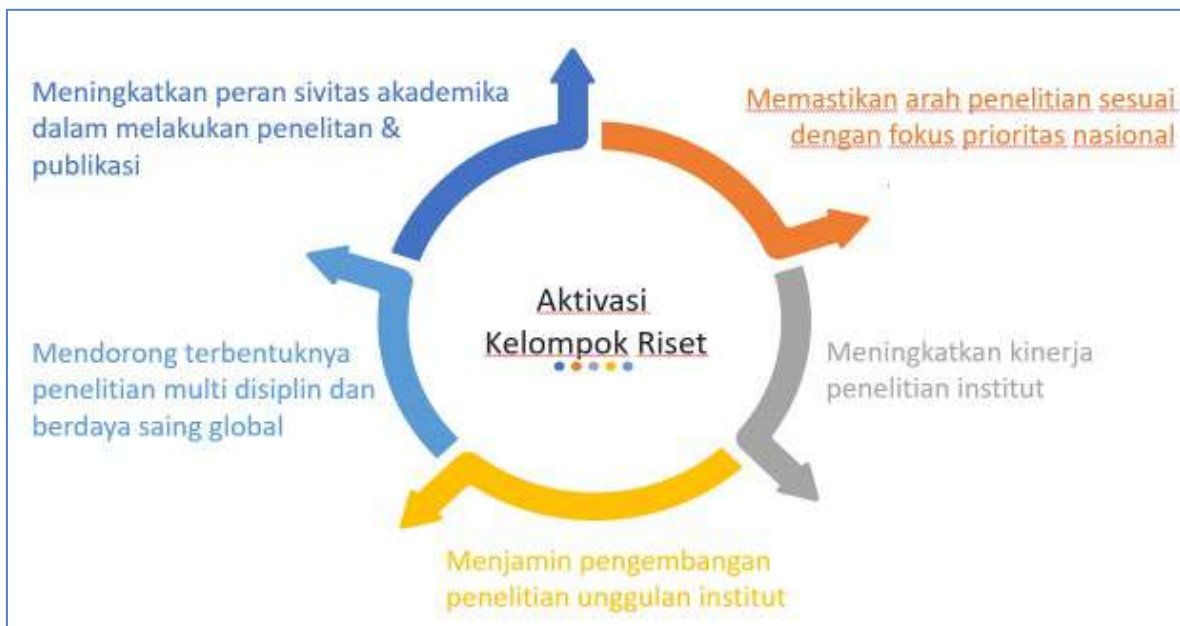 Meningkatkan peran sivitas akademika
dalam melakukan penelitan &
publikasi
Memastikan arah penelitian sesuai
dengan fokus prioritas nasional
Aktivasi
Kelompok Riset
Mendorong terbentuknya
penelitian multi disiplin dan
berdaya saing global
Meningkatkan kinerja
penelitian institut
Menjamin pengembangan
penelitian unggulan institut